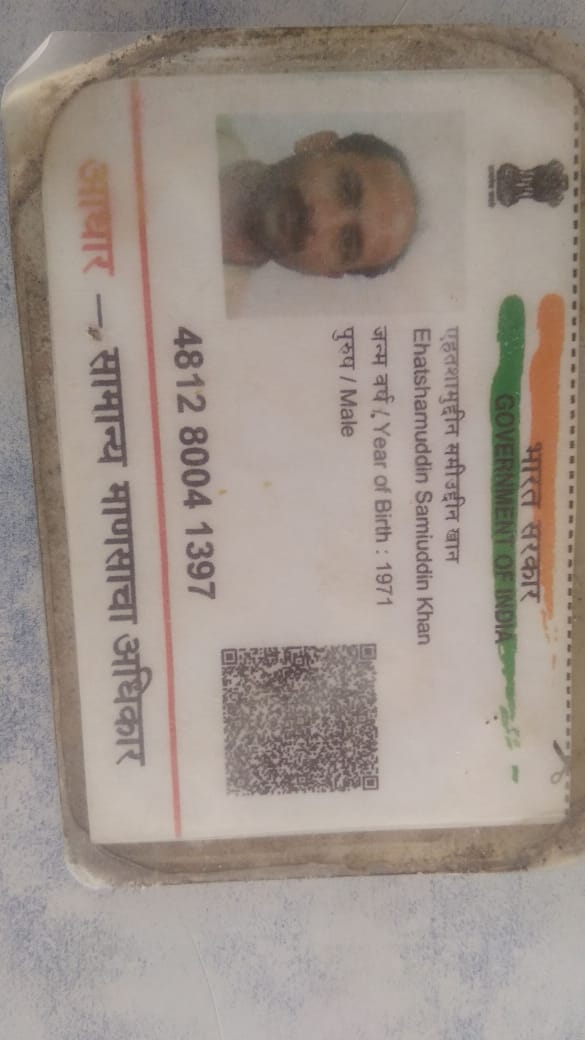 भारत सरकार
GOVERNMENT OF INDIA
एहतशामुद्दीन समीउद्दीन खान
Ehatshamuddin Samiuddin Khan
जन्म वर्ष / Year of Birth : 1971
पुरुष / Male
4812 8004 1397
आधार – सामान्य माणसाचा अधिकार